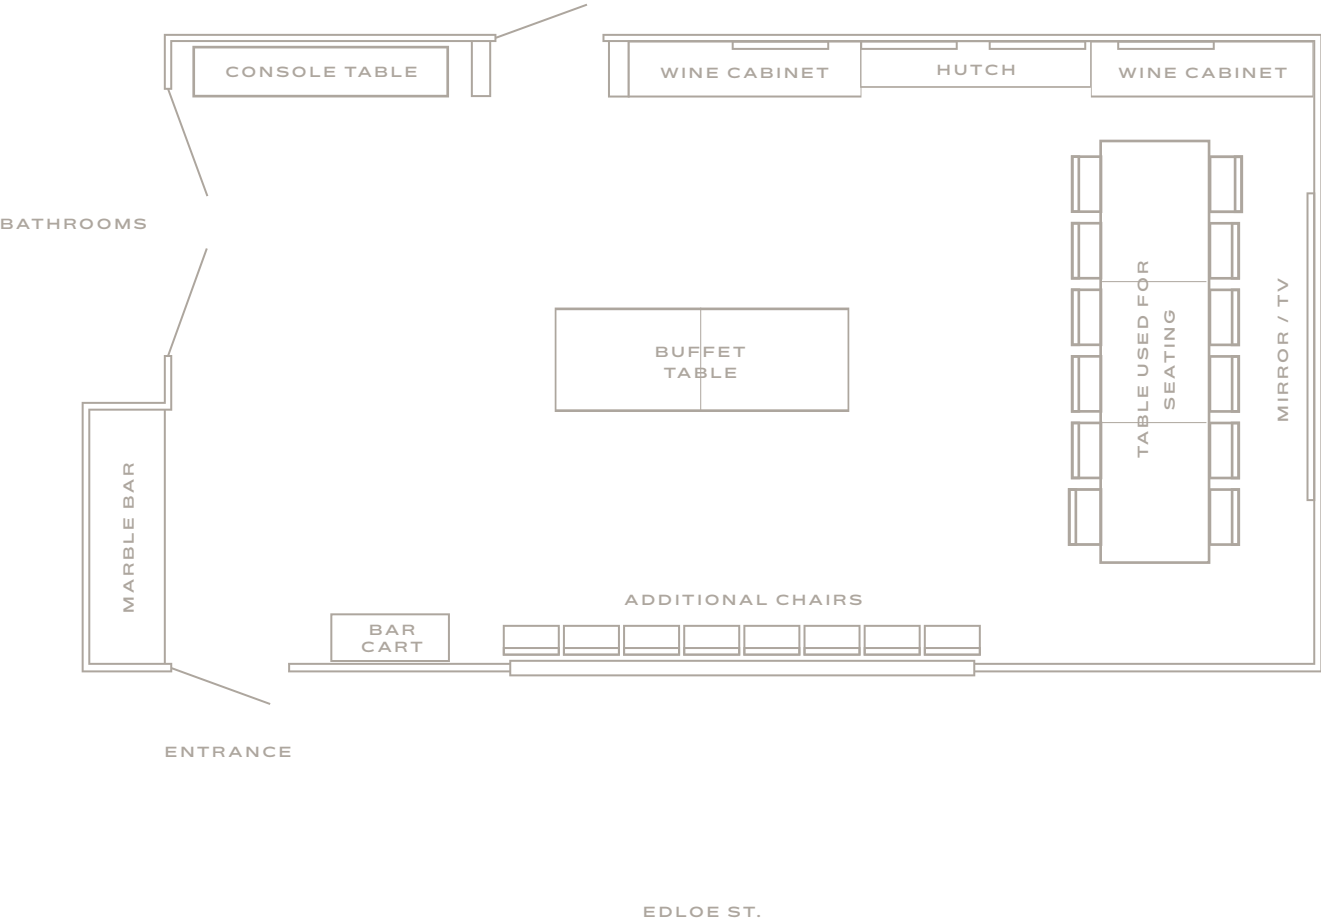 CONSOLE TABLE
WINE CABINET
HUTCH
WINE CABINET
BATHROOMS
BUFFET
TABLE
TABLE USED FOR
SEATING
MIRROR / TV
MARBLE BAR
ADDITIONAL CHAIRS
BAR
CART
ENTRANCE
EDLOE ST.